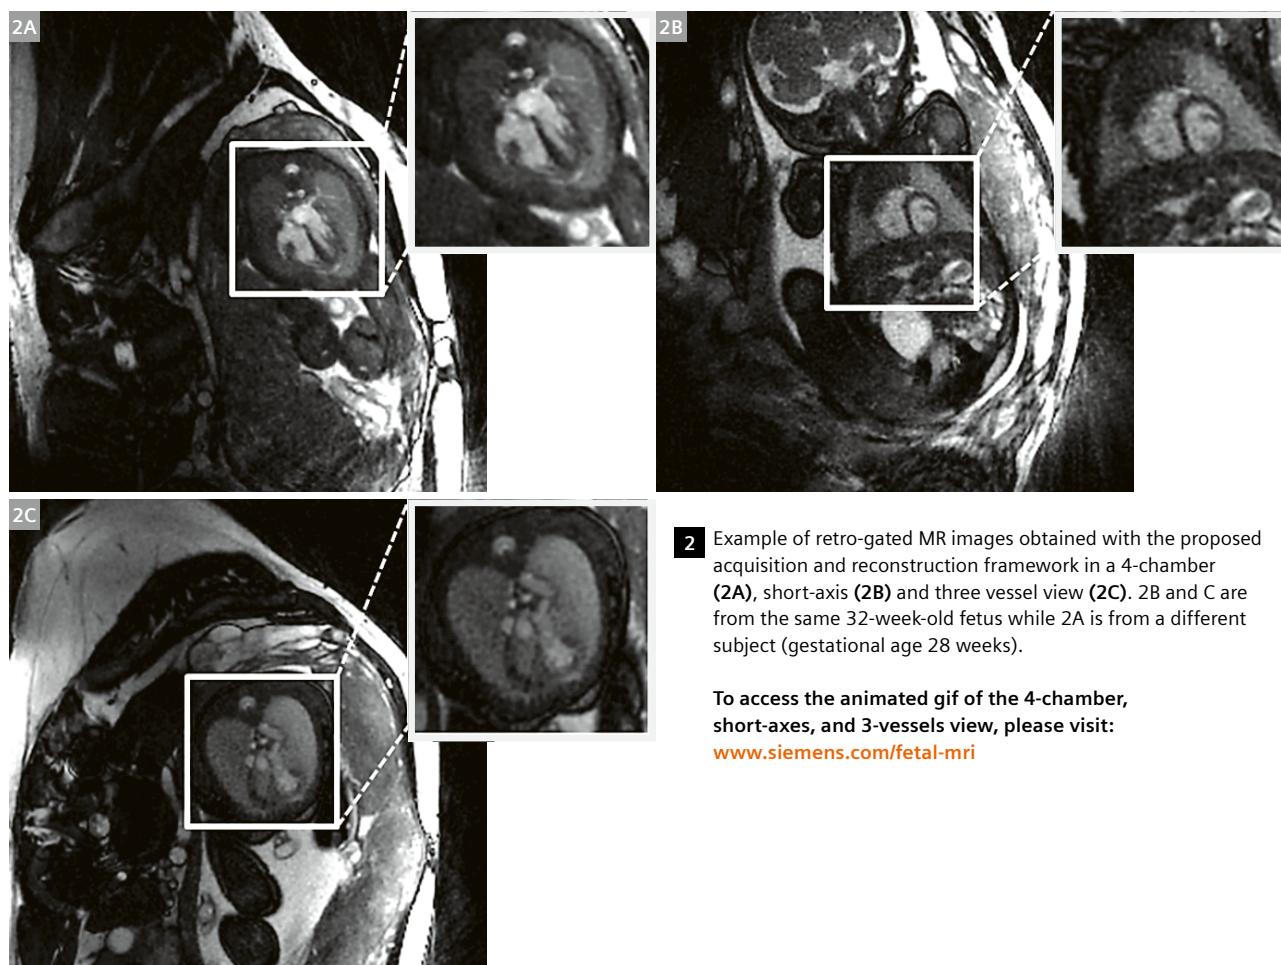 2A
2B
2C
2 Example of retro-gated MR images obtained with the proposed
acquisition and reconstruction framework in a 4-chamber
(2A), short-axis (2B) and three vessel view (2C). 2B and C are
from the same 32-week-old fetus while 2A is from a different
subject (gestational age 28 weeks).
To access the animated gif of the 4-chamber,
short-axes, and 3-vessels view, please visit:
www.siemens.com/fetal-mri